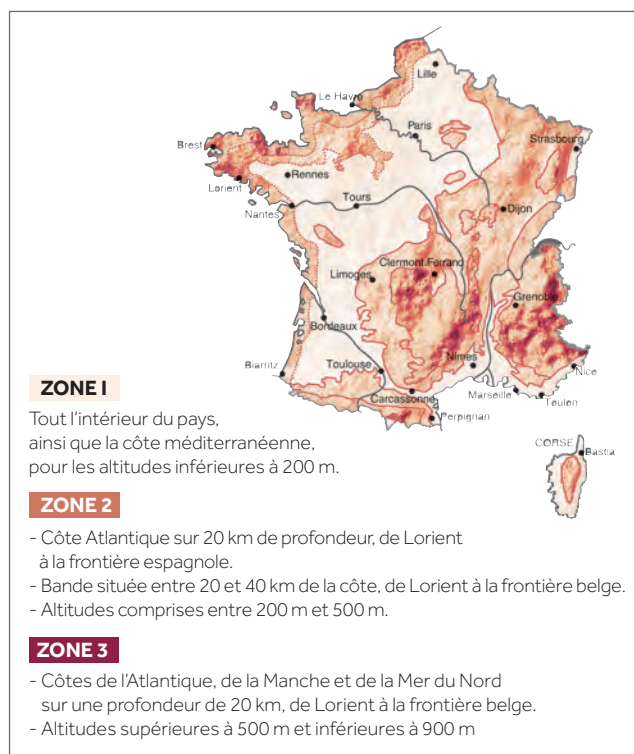 Lille
Le Havre
Paris
Strasbourg
Brest
Rennes
Lorient
Tours
Nantes
Dijon
Clermont Ferrand
Limoges
Grenoble
Bordeaux
Biarritz
Toulouse
Nimes
Nice
Carcassonne
Marseille
Toulen
Perpignan
CORSE
Bastia
ZONE I
Tout l'intérieur du pays,
ainsi que la côte méditerranéenne,
pour les altitudes inférieures à 200 m.
ZONE 2
- Côte Atlantique sur 20 km de profondeur, de Lorient
à la frontière espagnole.
- Bande située entre 20 et 40 km de la côte, de Lorient à la frontière belge.
- Altitudes comprises entre 200 m et 500 m.
ZONE 3
- Côtes de l'Atlantique, de la Manche et de la Mer du Nord
sur une profondeur de 20 km, de Lorient à la frontière belge.
- Altitudes supérieures à 500 m et inférieures à 900 m